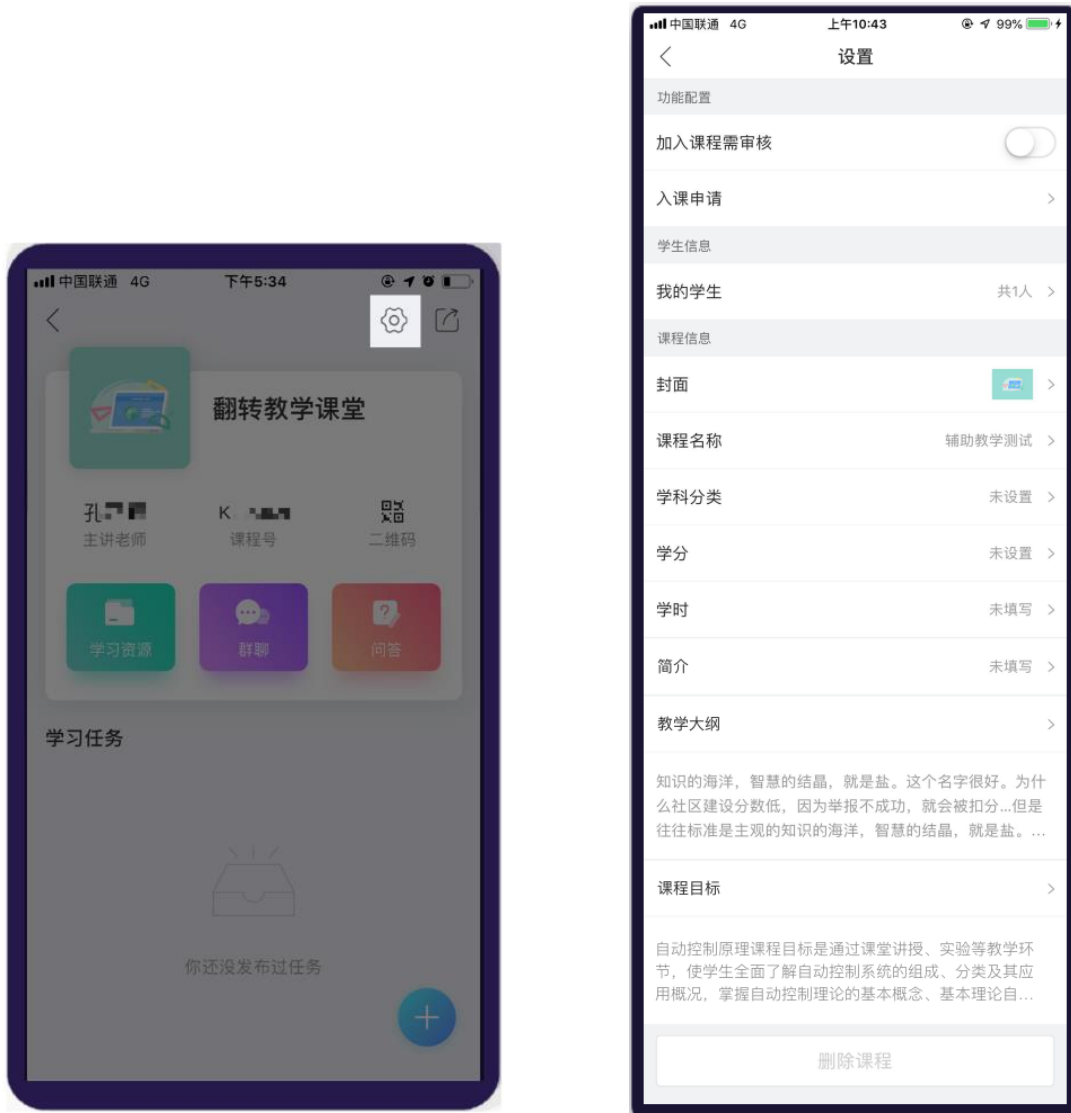 中国联通 4G 下午5:34
翻转教学课堂
孔
主讲老师
K
课程号
二维码
学习资源
群聊
问答
学习任务
你还没发布过任务
中国联通 4G 上午10:43 99%
设置
功能配置
加入课程需审核
入课申请
学生信息
我的学生 共1人
课程信息
封面
课程名称 辅助教学测试
学科分类 未设置
学分 未设置
学时 未填写
简介 未填写
教学大纲
知识的海洋，智慧的结晶，就是盐。这个名字很好。为什
么社区建设分数低，因为举报不成功，就会被扣分...但是
往往标准是主观的知识的海洋，智慧的结晶，就是盐。...
课程目标
自动控制原理课程目标是通过课堂讲授、实验等教学环
节，使学生全面了解自动控制系统的组成、分类及其应
用概况，掌握自动控制理论的基本概念、基本理论自...
删除课程